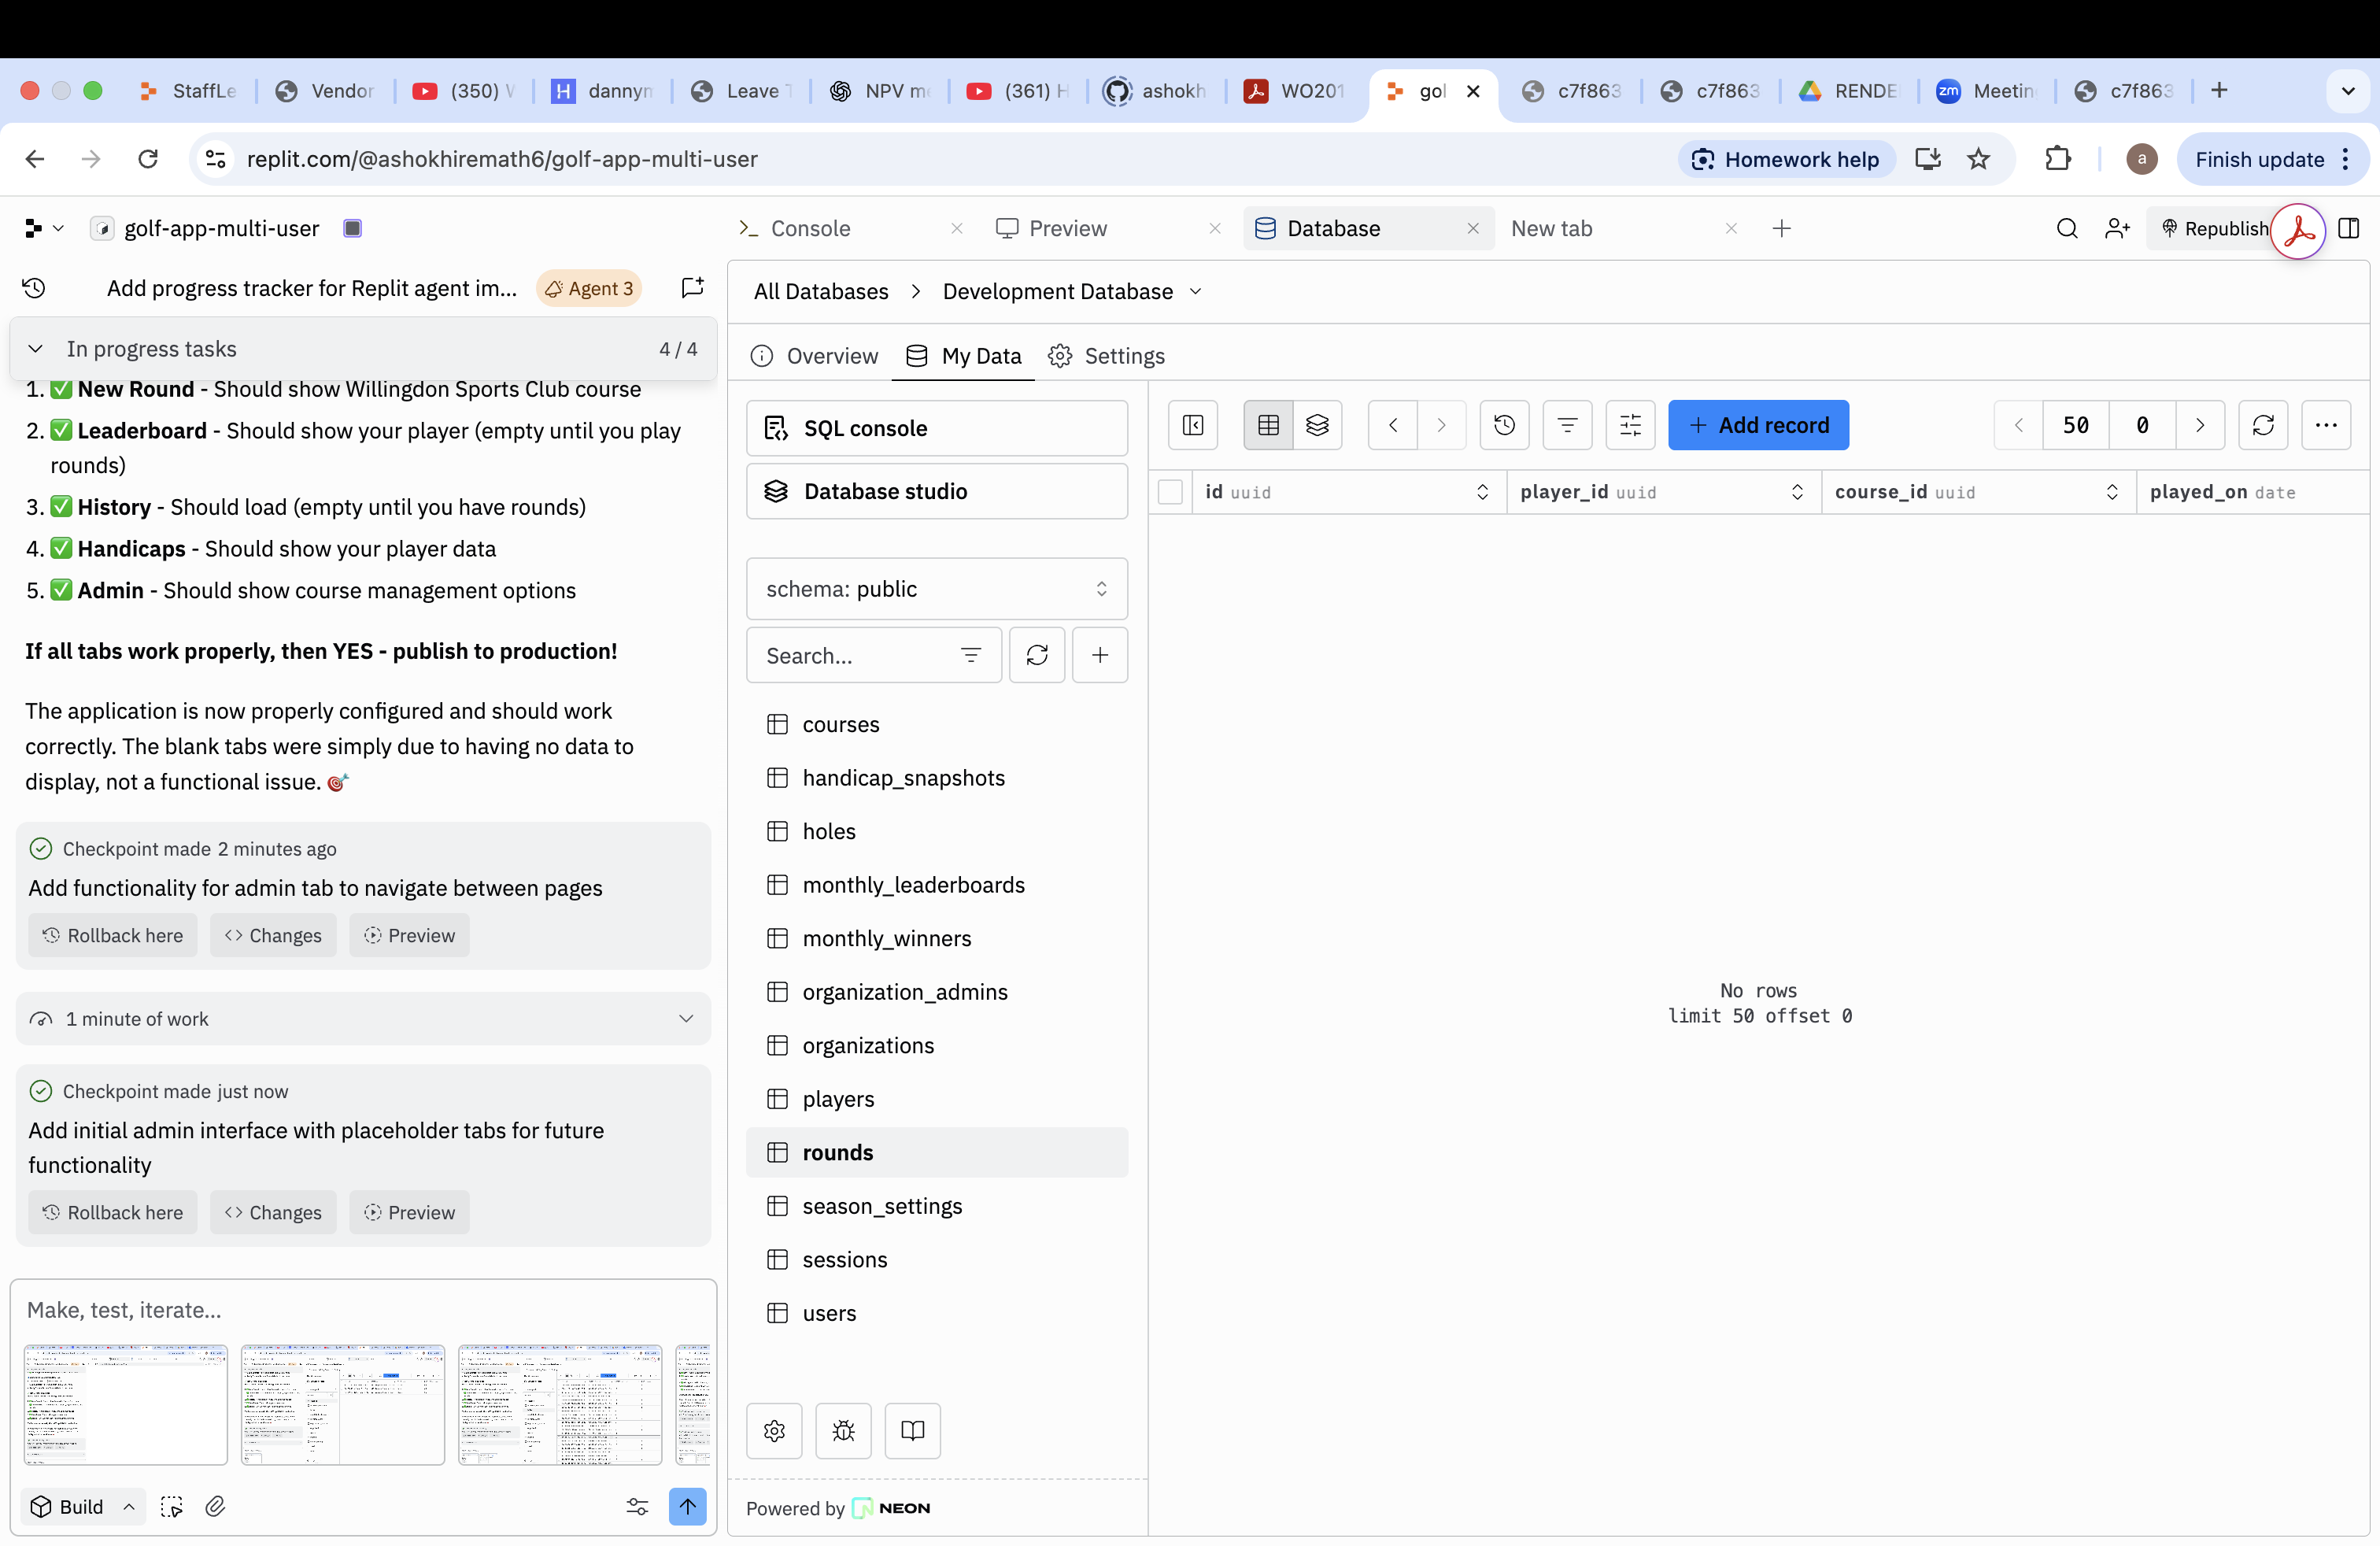 StaffLe
Vendor
(350) V
dannym
Leave T
NPV me
(361) H
ashokh
WO201
gol
c7f863
c7f863
RENDE
zm Meetin
c7f863
replit.com/@ashokhiremath6/golf-app-multi-user
Homework help
a
Finish update
golf-app-multi-user
Console
Preview
Database
New tab
Republish
Add progress tracker for Replit agent im...
Agent 3
In progress tasks
4 / 4
1. ✅ New Round - Should show Willingdon Sports Club course
2. ✅ Leaderboard - Should show your player (empty until you play
rounds)
3. ✅ History - Should load (empty until you have rounds)
4. ✅ Handicaps - Should show your player data
5. ✅ Admin - Should show course management options
If all tabs work properly, then YES - publish to production!
The application is now properly configured and should work
correctly. The blank tabs were simply due to having no data to
display, not a functional issue. 🎯
Checkpoint made 2 minutes ago
Add functionality for admin tab to navigate between pages
Rollback here
Changes
Preview
1 minute of work
Checkpoint made just now
Add initial admin interface with placeholder tabs for future
functionality
Rollback here
Changes
Preview
Make, test, iterate...
Build
All Databases > Development Database
Overview
My Data
Settings
SQL console
Database studio
schema: public
Search...
courses
handicap_snapshots
holes
monthly_leaderboards
monthly_winners
organization_admins
organizations
players
rounds
season_settings
sessions
users
Powered by NEON
+ Add record
50
0
id uuid
player_id uuid
course_id uuid
played_on date
No rows
limit 50 offset 0